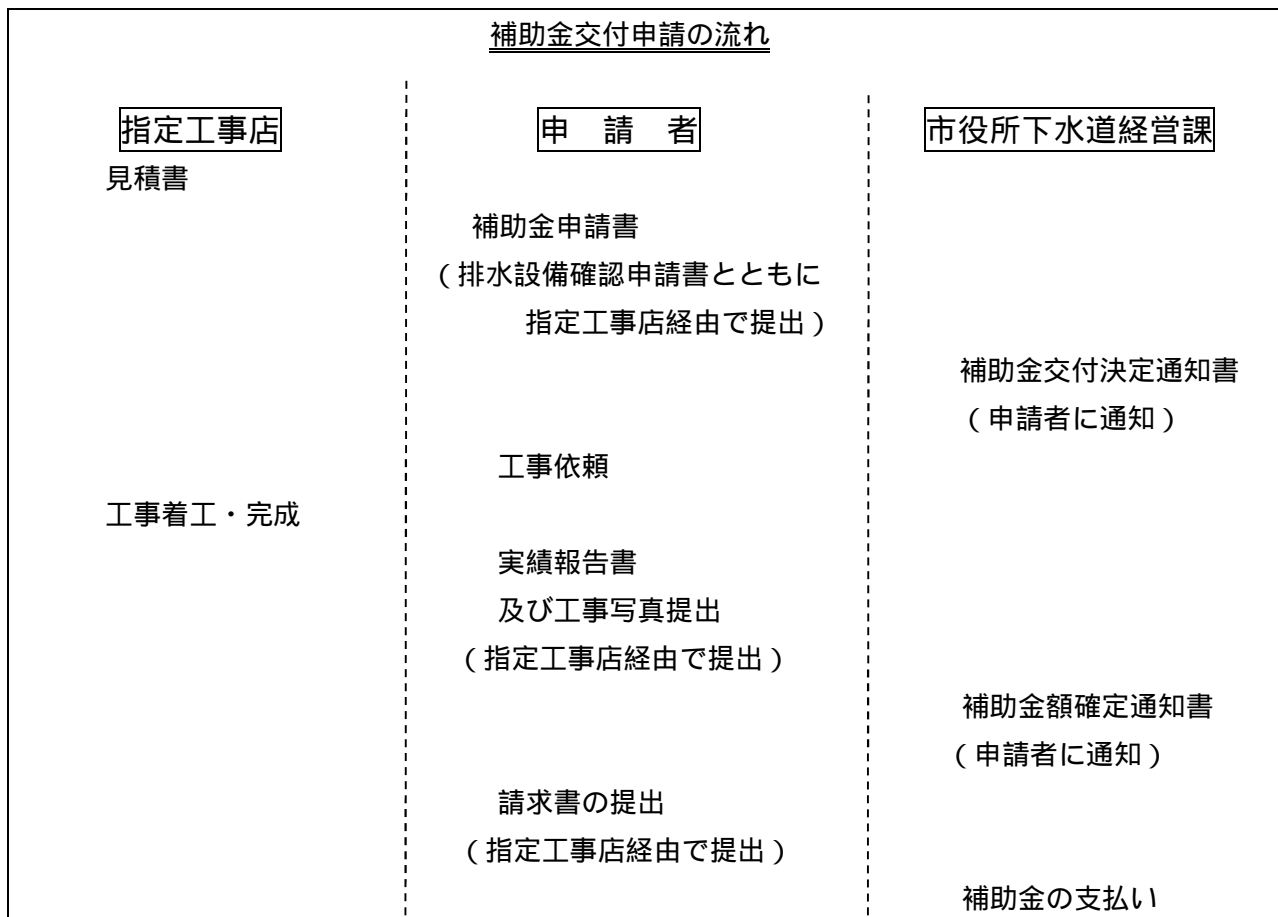 補助金交付申請の流れ
指定工事店 申 請 者 市役所下水道経営課
見積書
補助金申請書
(排水設備確認申請書とともに
指定工事店経由で提出)
補助金交付決定通知書
(申請者に通知)
工事依頼
工事着工・完成
実績報告書
及び工事写真提出
(指定工事店経由で提出)
補助金額確定通知書
(申請者に通知)
請求書の提出
(指定工事店経由で提出)
補助金の支払い